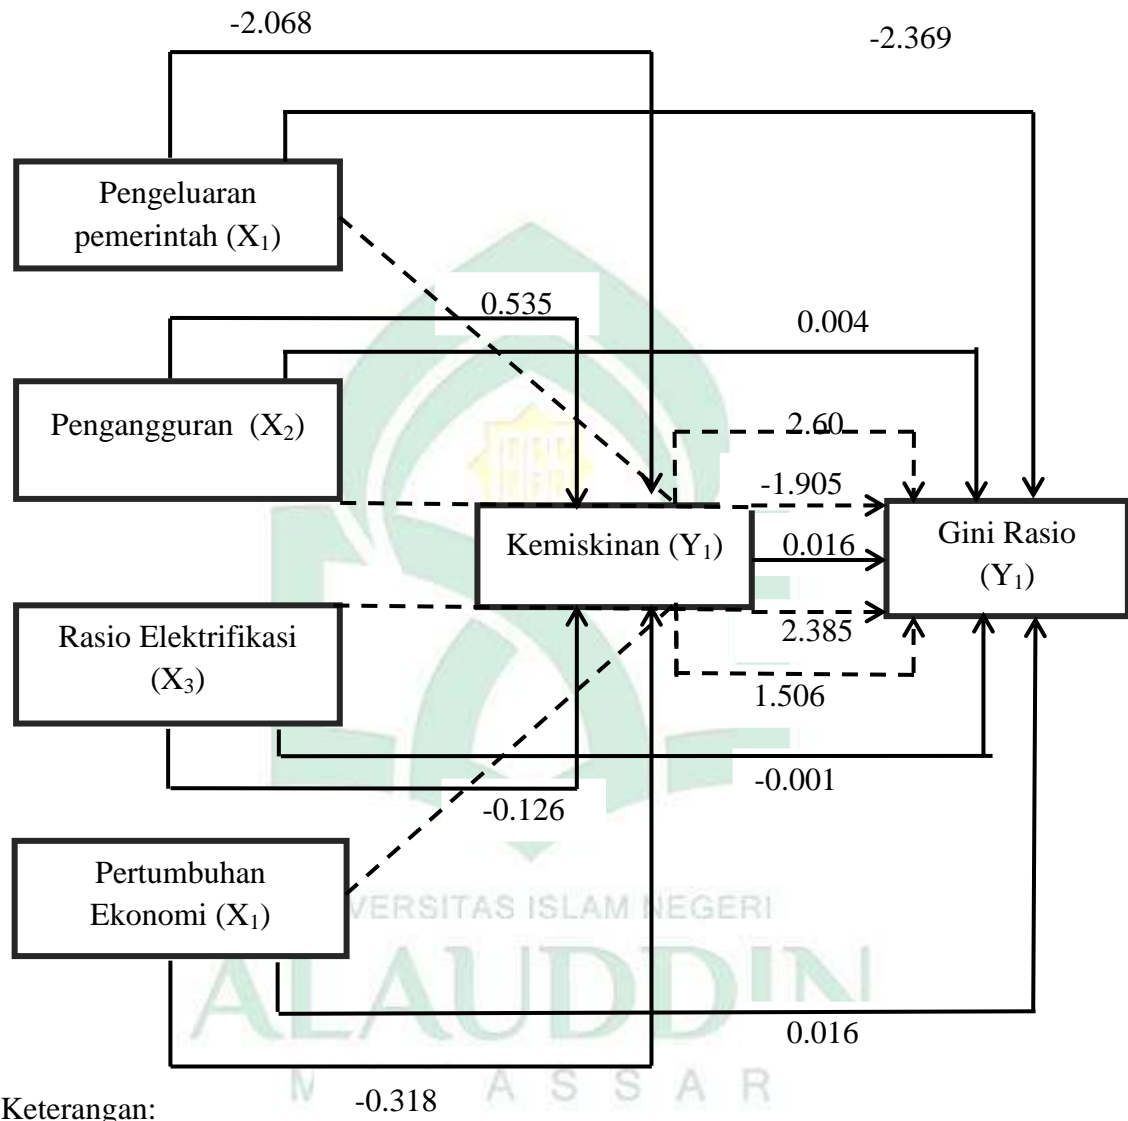 -2.068
-2.369
Pengeluaran
pemerintah (X₁)
0.535
0.004
Pengangguran (X₂)
2.60
-1.905
Kemiskinan (Y₁)
0.016
Gini Rasio
(Y₁)
Rasio Elektrifikasi
(X₃)
2.385
1.506
-0.001
-0.126
Pertumbuhan
Ekonomi (X₁)
VERSITAS ISLAM NEGERI
ALAUDDIN
M A S S A R
0.016
-0.318
Keterangan: